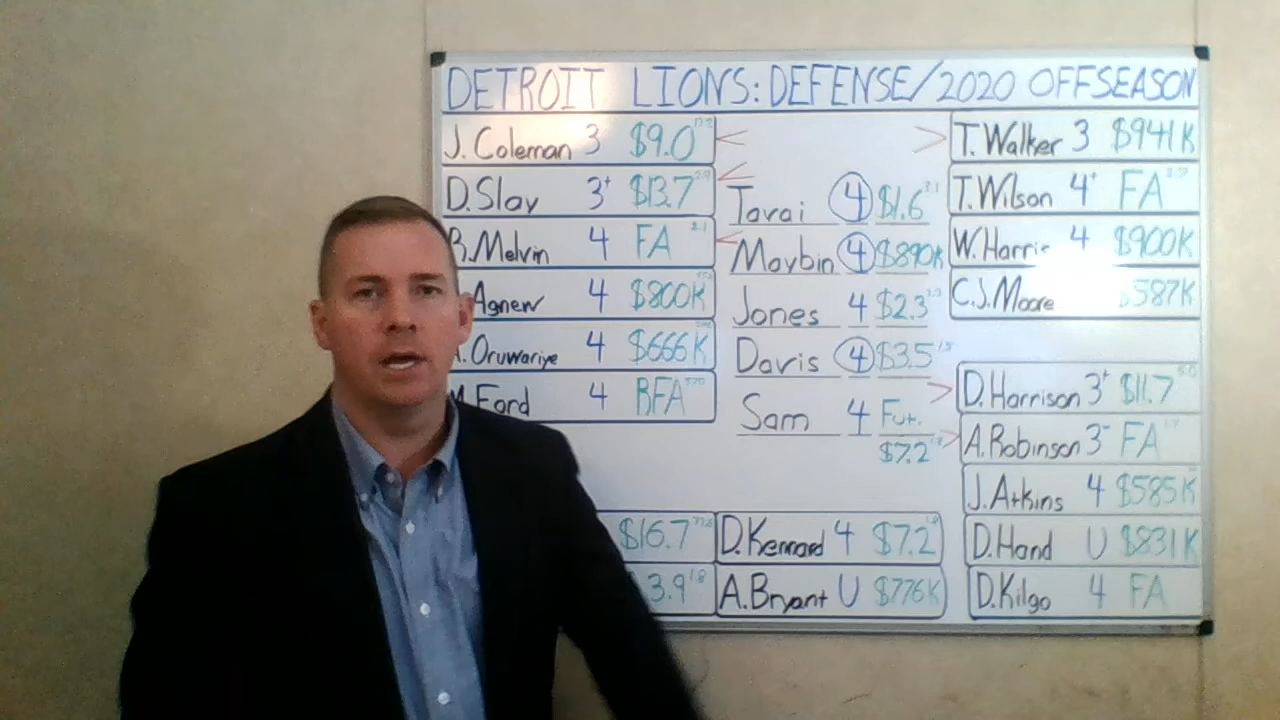 DETROIT LIONS: DEFENSE/2020 OFFSEASON
J. Coleman 3 $9.0
D. Slay 3+ $13.7
R. Melvin 4 FA
Agnew 4 $800K
Oruwariye 4 $666K
M. Ford 4 RFA
Tavai 4 $1.6
Maybin 4 $890K
Jones 4 $2.3
Davis 4 $3.5
Sam 4 Fut.
$7.2
T. Walker 3 $941K
T. Wilson 4+ FA
W. Harris 4 $900K
C.J. Moore $587K
D. Harrison 3+ $11.7
A. Robinson 3- FA
J. Atkins 4 $585K
D. Hand U $831K
D. Kilgo 4 FA
$16.7
3.9
D. Kennard 4 $7.2
A. Bryant U $776K